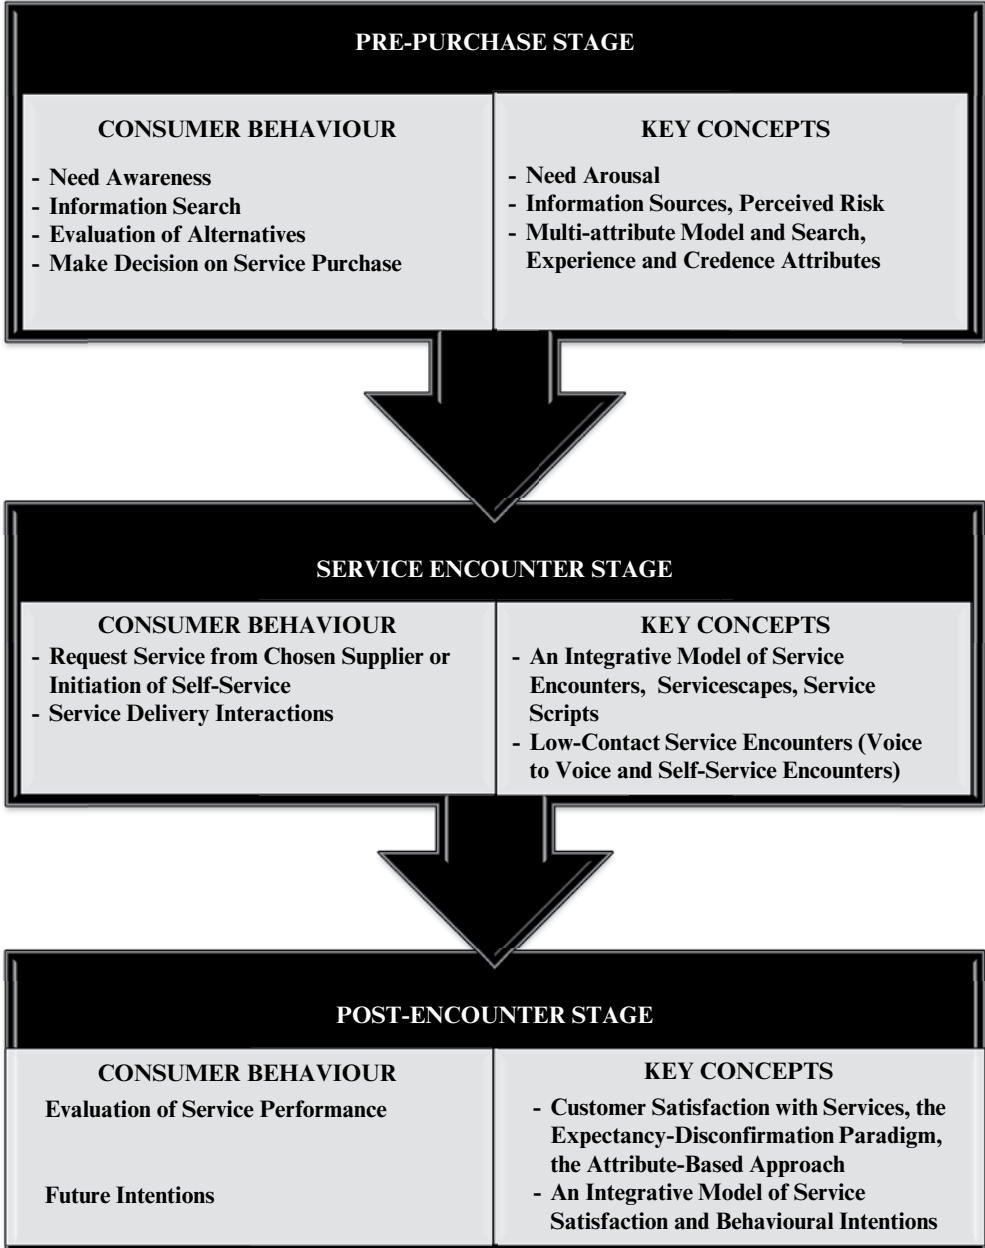 PRE-PURCHASE STAGE
CONSUMER BEHAVIOUR
- Need Awareness
- Information Search
- Evaluation of Alternatives
- Make Decision on Service Purchase
KEY CONCEPTS
- Need Arousal
- Information Sources, Perceived Risk
- Multi-attribute Model and Search,
Experience and Credence Attributes
SERVICE ENCOUNTER STAGE
CONSUMER BEHAVIOUR
- Request Service from Chosen Supplier or
Initiation of Self-Service
- Service Delivery Interactions
KEY CONCEPTS
- An Integrative Model of Service
Encounters, Servicescapes, Service
Scripts
- Low-Contact Service Encounters (Voice
to Voice and Self-Service Encounters)
POST-ENCOUNTER STAGE
CONSUMER BEHAVIOUR
Evaluation of Service Performance
Future Intentions
KEY CONCEPTS
- Customer Satisfaction with Services, the
Expectancy-Disconfirmation Paradigm,
the Attribute-Based Approach
- An Integrative Model of Service
Satisfaction and Behavioural Intentions